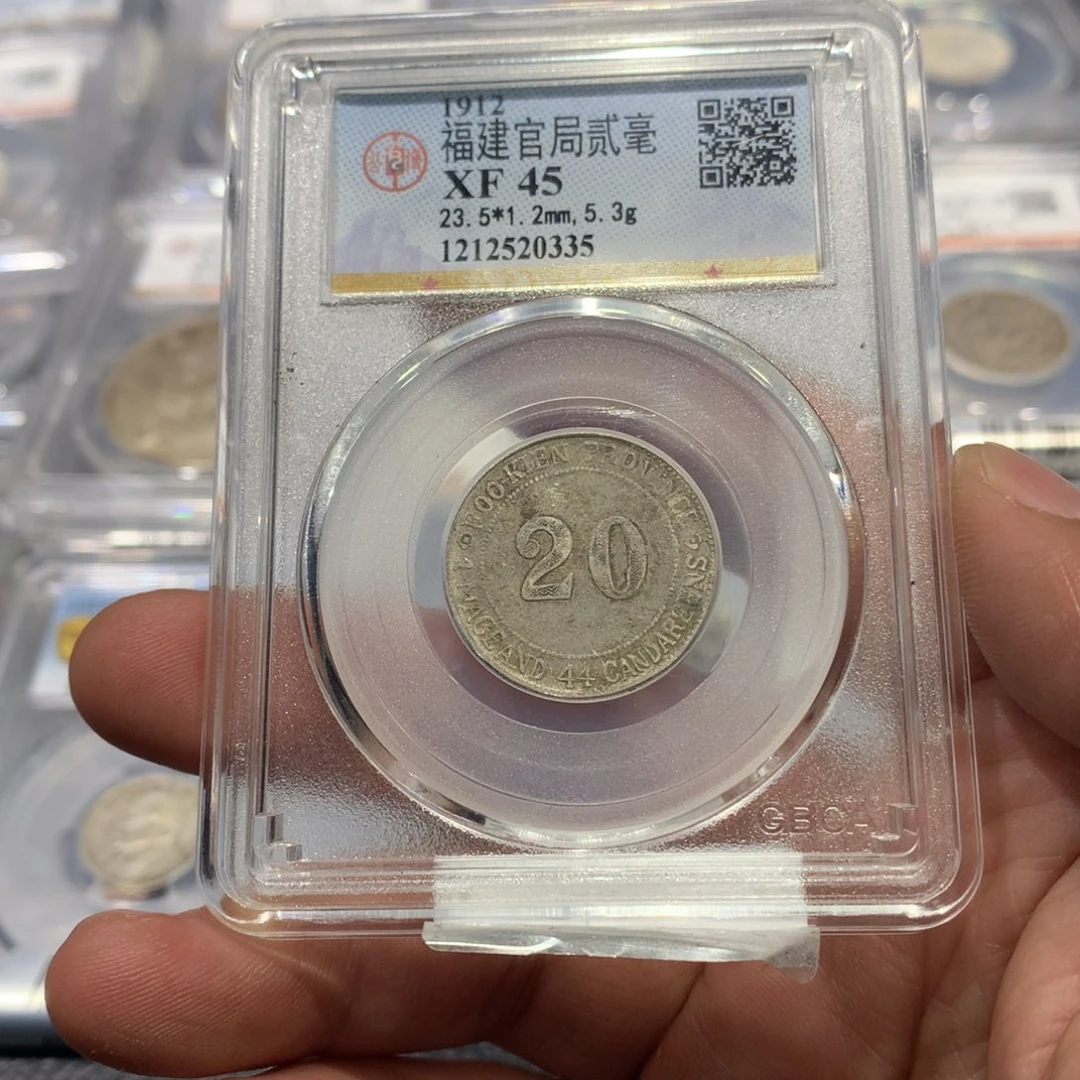 1912
福建官局贰毫
XF 45
23.5*1.2mm, 5.3g
1212520335
FOO-KIEN PROVINCE
20
1 MACE AND 44 CANDAREENS
GBCA